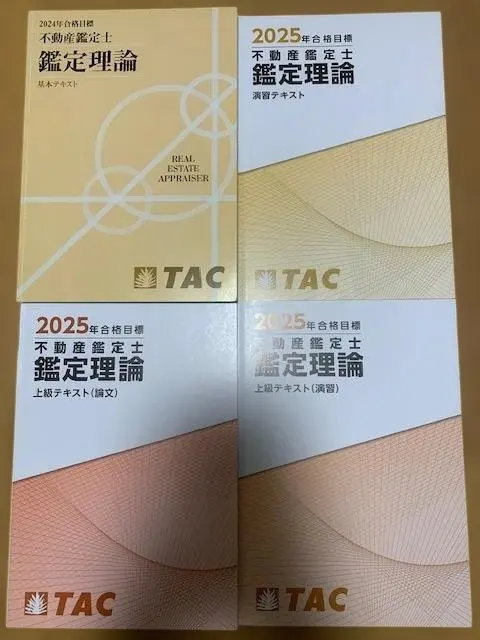 2024年合格目標
不動産鑑定士
鑑定理論
基本テキスト
REAL
ESTATE
APPRAISER
TAC
2025年合格目標
不動産鑑定士
鑑定理論
演習テキスト
TAC
2025年合格目標
不動産鑑定士
鑑定理論
上級テキスト(論文)
TAC
2025年合格目標
不動産鑑定士
鑑定理論
上級テキスト(演習)
TAC